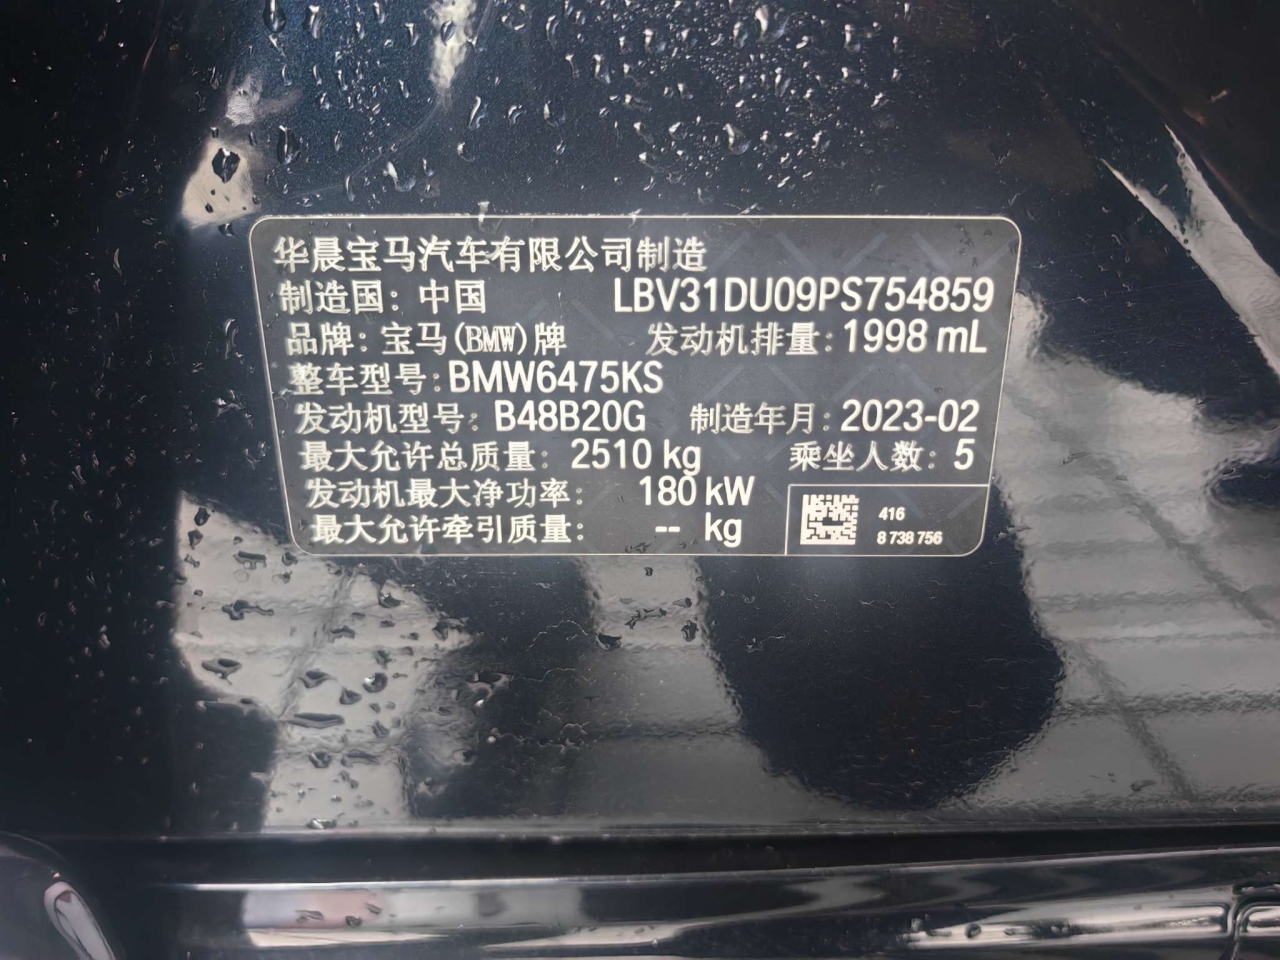 华晨宝马汽车有限公司制造
制造国：中国 LBV31DU09PS754859
品牌：宝马(BMW)牌 发动机排量：1998 mL
整车型号：BMW6475KS
发动机型号：B48B20G 制造年月：2023-02
最大允许总质量：2510 kg 乘坐人数：5
发动机最大净功率：180 kW
最大允许牵引质量：-- kg
416
8 738 756